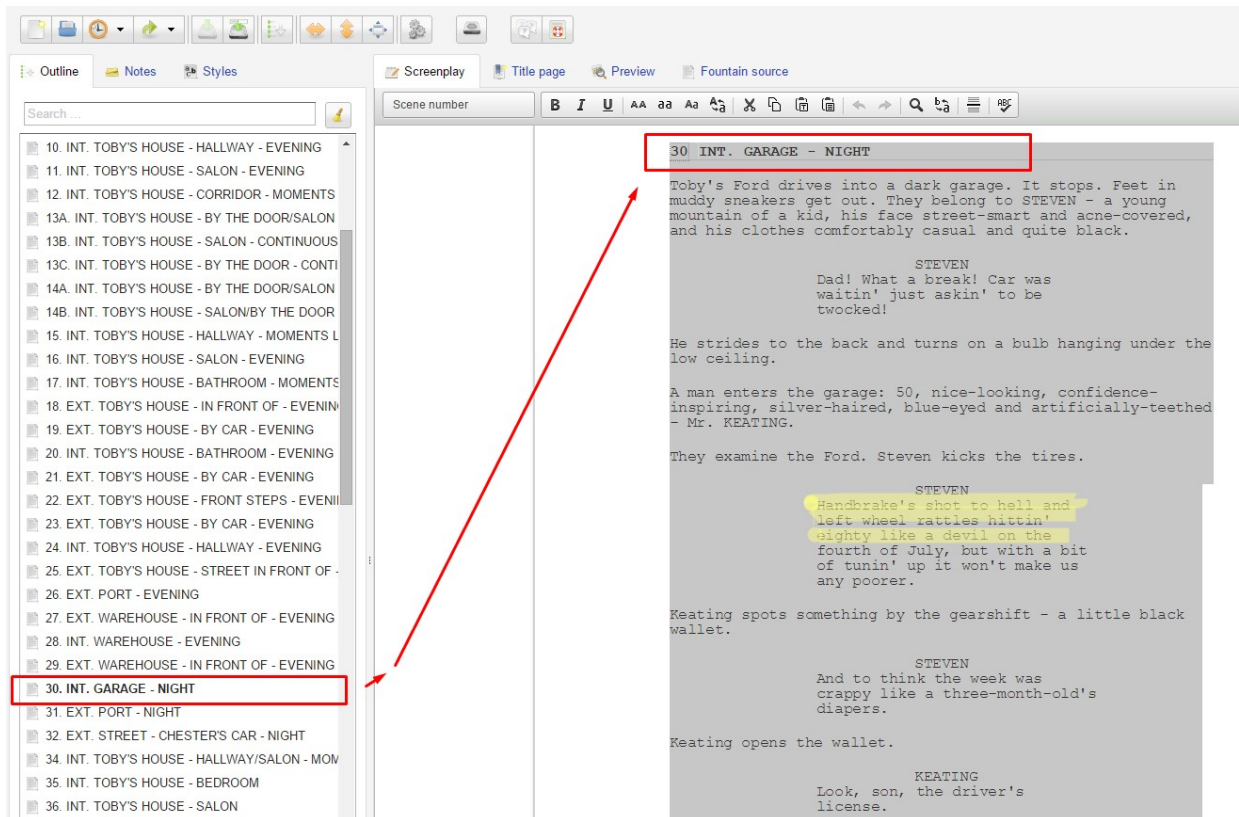 Outline Notes Styles
Screenplay Title page Preview Fountain source
Search ...
Scene number
B I U AA aa Aa
ABC
10. INT. TOBY'S HOUSE - HALLWAY - EVENING
11. INT. TOBY'S HOUSE - SALON - EVENING
12. INT. TOBY'S HOUSE - CORRIDOR - MOMENTS
13A. INT. TOBY'S HOUSE - BY THE DOOR/SALON
13B. INT. TOBY'S HOUSE - SALON - CONTINUOUS
13C. INT. TOBY'S HOUSE - BY THE DOOR - CONTI
14A. INT. TOBY'S HOUSE - BY THE DOOR/SALON
14B. INT. TOBY'S HOUSE - SALON/BY THE DOOR
15. INT. TOBY'S HOUSE - HALLWAY - MOMENTS L
16. INT. TOBY'S HOUSE - SALON - EVENING
17. INT. TOBY'S HOUSE - BATHROOM - MOMENTS
18. EXT. TOBY'S HOUSE - IN FRONT OF - EVENIN
19. EXT. TOBY'S HOUSE - BY CAR - EVENING
20. INT. TOBY'S HOUSE - BATHROOM - EVENING
21. EXT. TOBY'S HOUSE - BY CAR - EVENING
22. EXT. TOBY'S HOUSE - FRONT STEPS - EVENI
23. EXT. TOBY'S HOUSE - BY CAR - EVENING
24. INT. TOBY'S HOUSE - HALLWAY - EVENING
25. EXT. TOBY'S HOUSE - STREET IN FRONT OF -
26. EXT. PORT - EVENING
27. EXT. WAREHOUSE - IN FRONT OF - EVENING
28. INT. WAREHOUSE - EVENING
29. EXT. WAREHOUSE - IN FRONT OF - EVENING
30. INT. GARAGE - NIGHT
31. EXT. PORT - NIGHT
32. EXT. STREET - CHESTER'S CAR - NIGHT
34. INT. TOBY'S HOUSE - HALLWAY/SALON - MOM
35. INT. TOBY'S HOUSE - BEDROOM
36. INT. TOBY'S HOUSE - SALON
30 INT. GARAGE - NIGHT
Toby's Ford drives into a dark garage. It stops. Feet in
muddy sneakers get out. They belong to STEVEN - a young
mountain of a kid, his face street-smart and acne-covered,
and his clothes comfortably casual and quite black.
STEVEN
Dad! What a break! Car was
waitin' just askin' to be
twocked!
He strides to the back and turns on a bulb hanging under the
low ceiling.
A man enters the garage: 50, nice-looking, confidence-
inspiring, silver-haired, blue-eyed and artificially-teethed
- Mr. KEATING.
They examine the Ford. Steven kicks the tires.
STEVEN
Handbrake's shot to hell and
left wheel rattles hittin'
eighty like a devil on the
fourth of July, but with a bit
of tunin' up it won't make us
any poorer.
Keating spots something by the gearshift - a little black
wallet.
STEVEN
And to think the week was
crappy like a three-month-old's
diapers.
Keating opens the wallet.
KEATING
Look, son, the driver's
license.